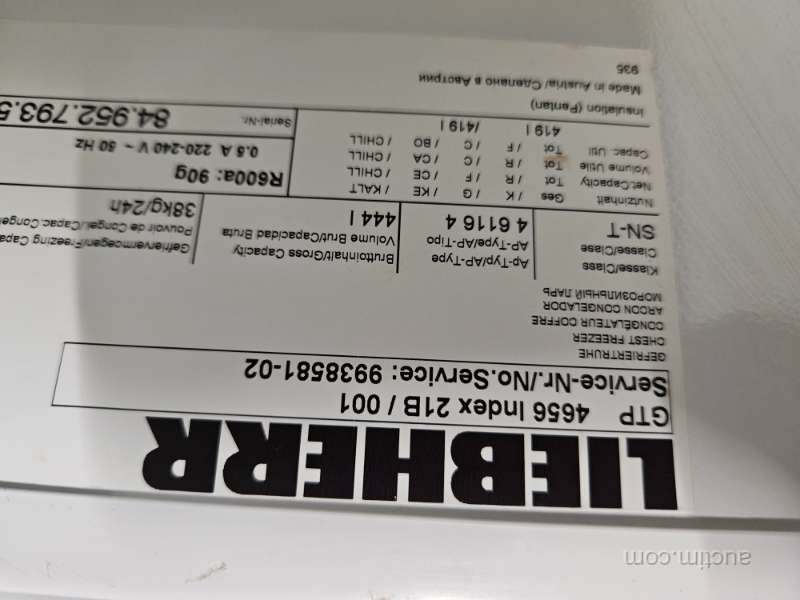 LIEBHERR
GTP 4656 Index 21B / 001
Service-Nr./No.Service: 9938581-02
GEFRIERTRUHE
CHEST FREEZER
CONGÉLATEUR COFFRE
ARCON CONGELADOR
МОРОЗИЛЬНЫЙ ЛАРЬ
Klasse/Class
Classe/Clase
SN-T
Ap-Typ/AP-Type
AP-Type/AP-Tipo
4 6116 4
Bruttoinhalt/Gross Capacity
Volume Brut/Capacidad Bruta
444 l
Gefriervermoegen/Freezing Capa
Pouvoir de Congel./Capac.Congel
38kg/24h
Nutzinhalt Ges / K / G / KE / KALT
Net.Capacity Tot / R / F / CE / CHILL
Volume Utile Tot / R / C / CA / CHILL
Capac. Util Tot / F / C / BO / CHILL
419 l /419 l
R600a: 90g
0.5 A 220-240 V ~ 50 Hz
Serial-Nr. 84.952.793.5
Insulation (Pentan)
Made in Austria/ Сделано в Австрии
935
auctim.com